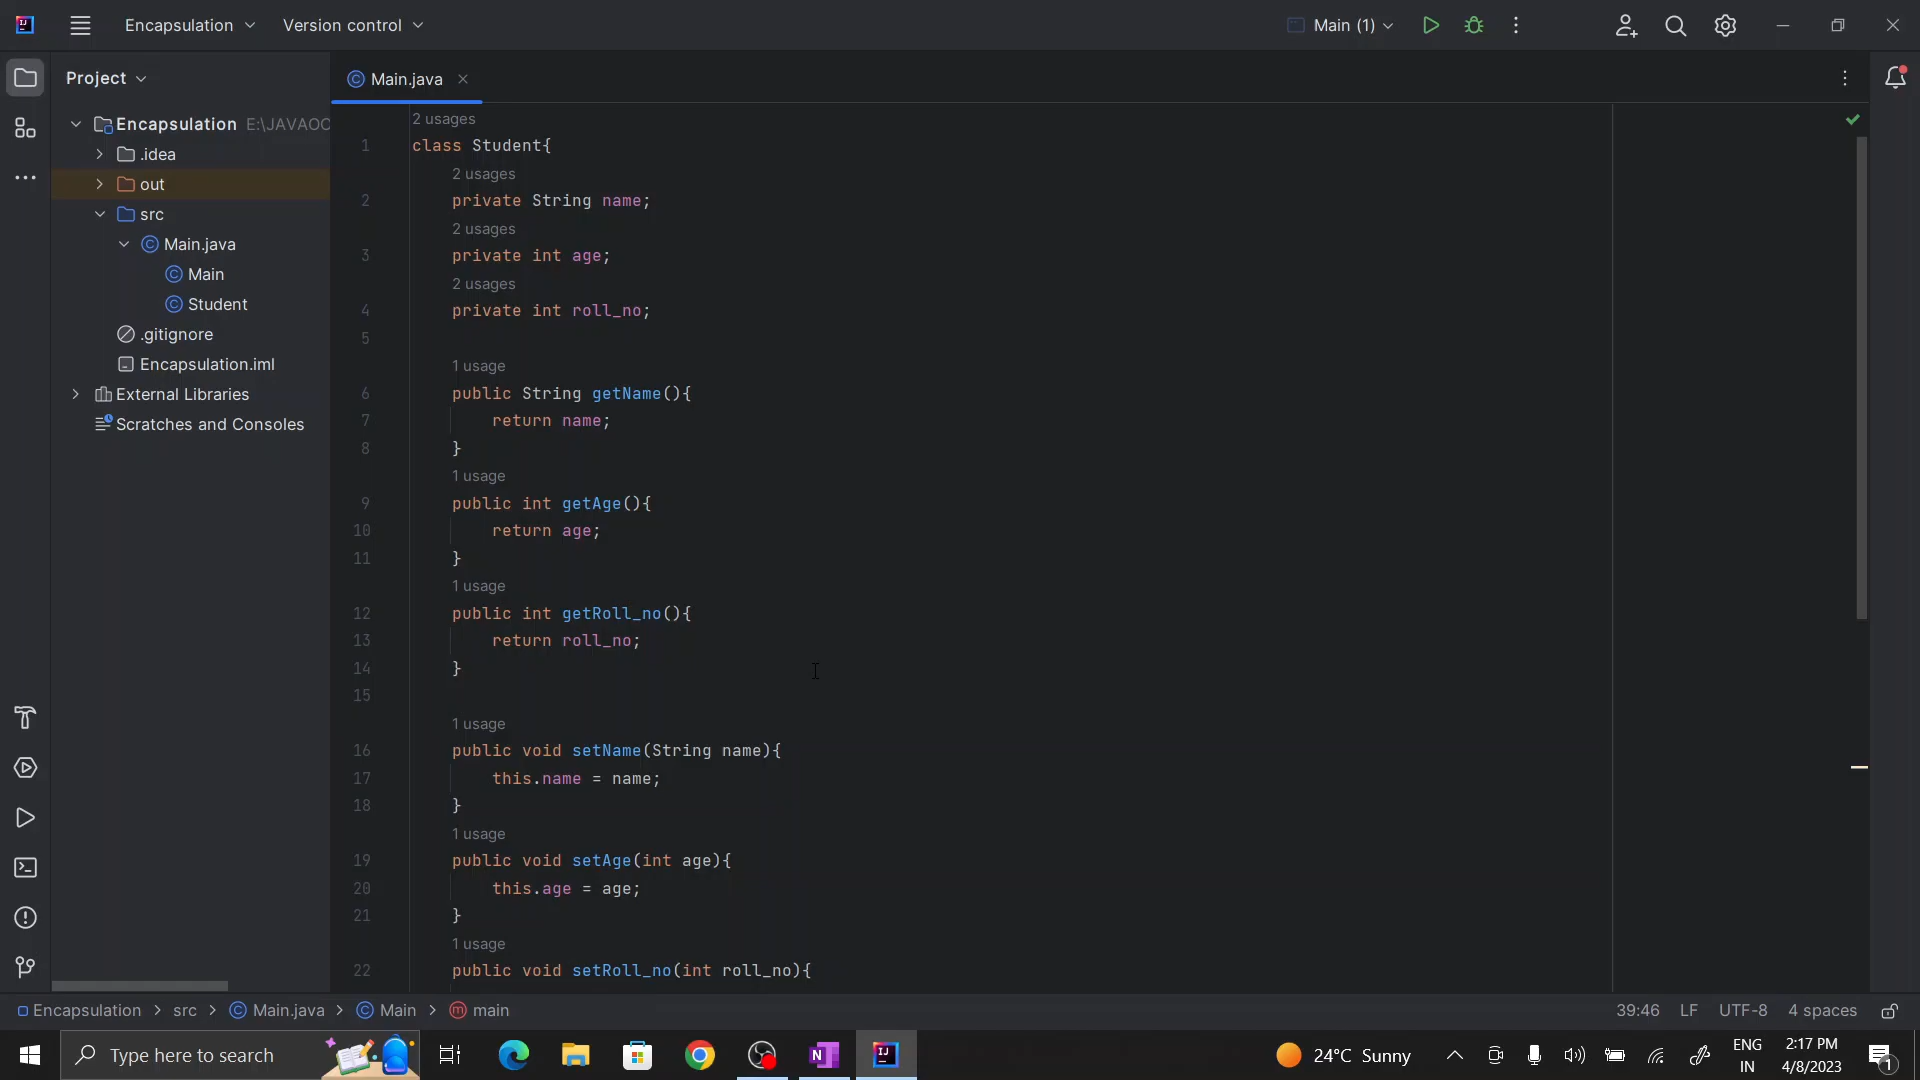 Encapsulation Version control Main (1)
Project
Main.java
Encapsulation E:\JAVAOO
.idea
out
src
Main.java
Main
Student
.gitignore
Encapsulation.iml
External Libraries
Scratches and Consoles
2 usages
1 class Student{
2 usages
2 private String name;
2 usages
3 private int age;
2 usages
4 private int roll_no;
5
1 usage
6 public String getName(){
7 return name;
8 }
1 usage
9 public int getAge(){
10 return age;
11 }
1 usage
12 public int getRoll_no(){
13 return roll_no;
14 }
15
1 usage
16 public void setName(String name){
17 this.name = name;
18 }
1 usage
19 public void setAge(int age){
20 this.age = age;
21 }
1 usage
22 public void setRoll_no(int roll_no){
Encapsulation > src > Main.java > Main > main 39:46 LF UTF-8 4 spaces
Type here to search
24°C Sunny
ENG
IN
2:17 PM
4/8/2023
1